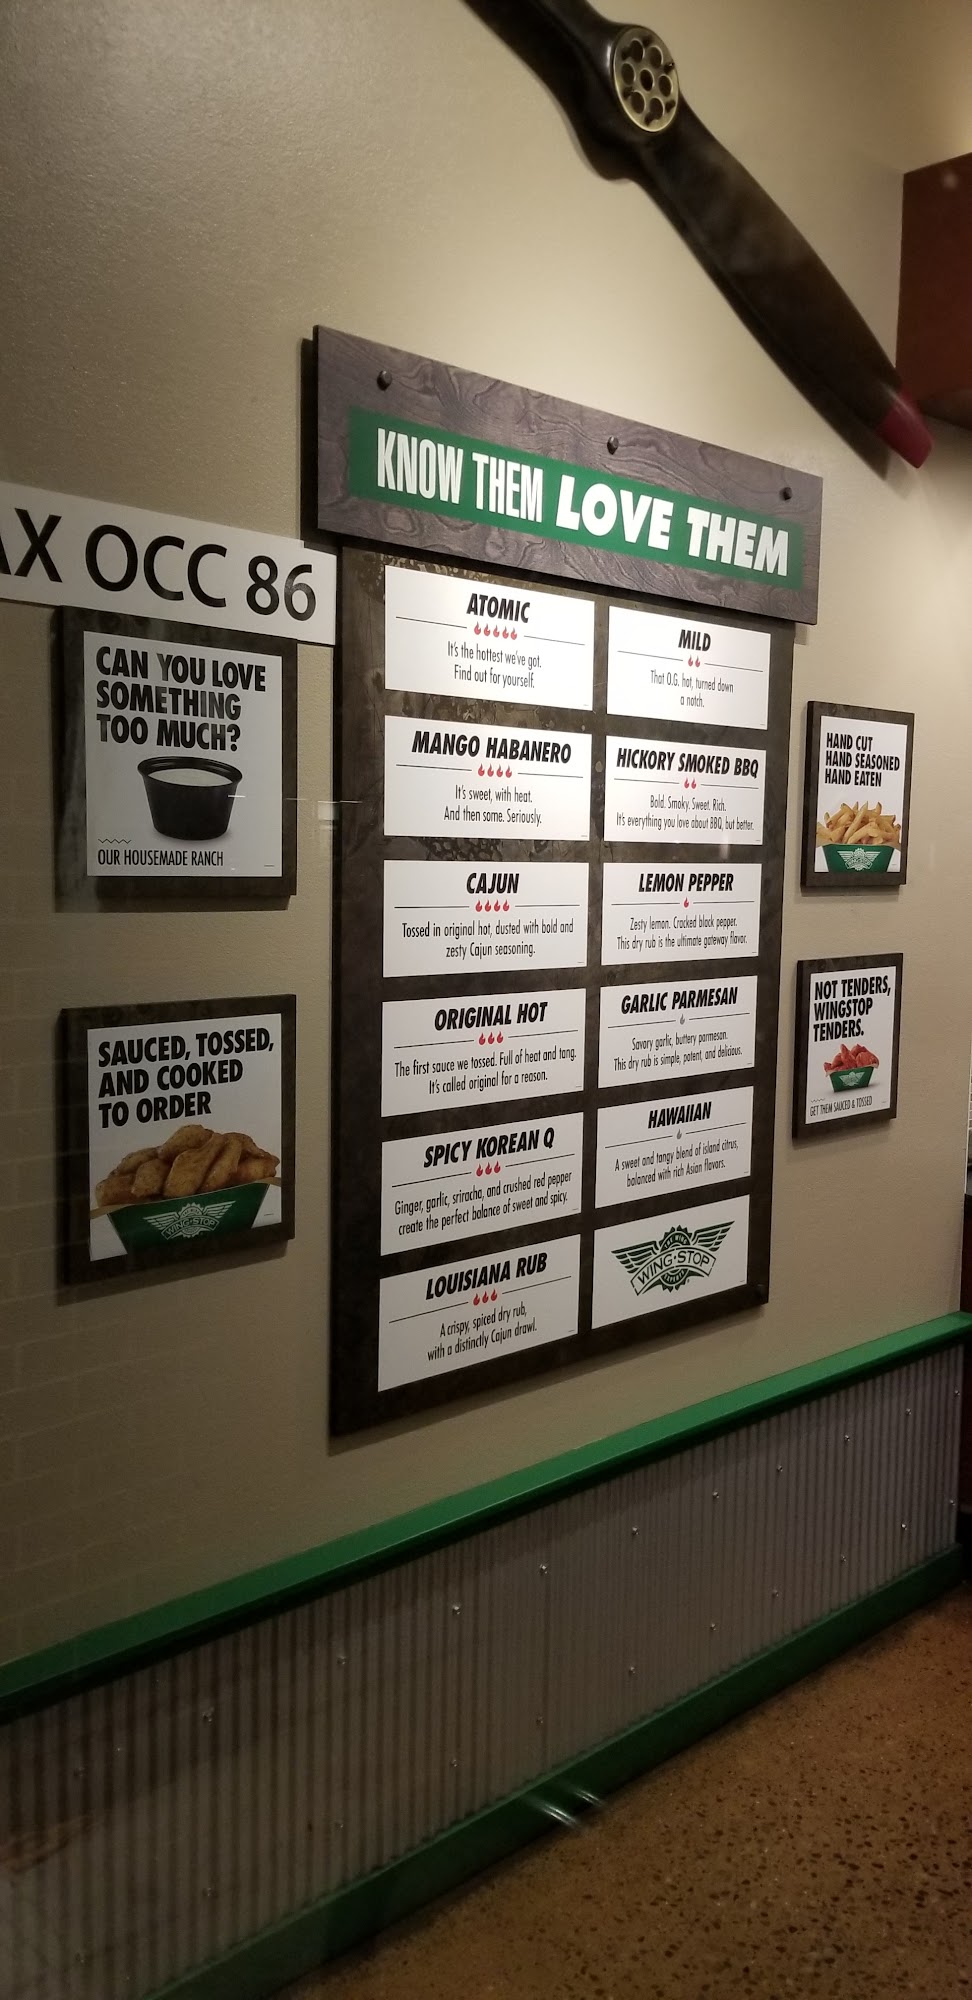 KNOW THEM LOVE THEM
AX OCC 86
CAN YOU LOVE
SOMETHING
TOO MUCH?
OUR HOUSEMADE RANCH
SAUCED, TOSSED,
AND COOKED
TO ORDER
WING·STOP
ATOMIC
It's the hottest we've got.
Find out for yourself.
MANGO HABANERO
It's sweet, with heat.
And then some. Seriously.
CAJUN
Tossed in original hot, dusted with bold and
zesty Cajun seasoning.
ORIGINAL HOT
The first sauce we tossed. Full of heat and tang.
It's called original for a reason.
SPICY KOREAN Q
Ginger, garlic, sriracha, and crushed red pepper
create the perfect balance of sweet and spicy.
LOUISIANA RUB
A crispy, spiced dry rub,
with a distinctly Cajun drawl.
MILD
That O.G. hot, turned down
a notch.
HICKORY SMOKED BBQ
Bold. Smoky. Sweet. Rich.
It's everything you love about BBQ, but better.
LEMON PEPPER
Zesty lemon. Cracked black pepper.
This dry rub is the ultimate gateway flavor.
GARLIC PARMESAN
Savory garlic, buttery parmesan.
This dry rub is simple, potent, and delicious.
HAWAIIAN
A sweet and tangy blend of island citrus,
balanced with rich Asian flavors.
THE WING
WING·STOP
EXPERTS
HAND CUT
HAND SEASONED
HAND EATEN
NOT TENDERS,
WINGSTOP
TENDERS.
GET THEM SAUCED & TOSSED